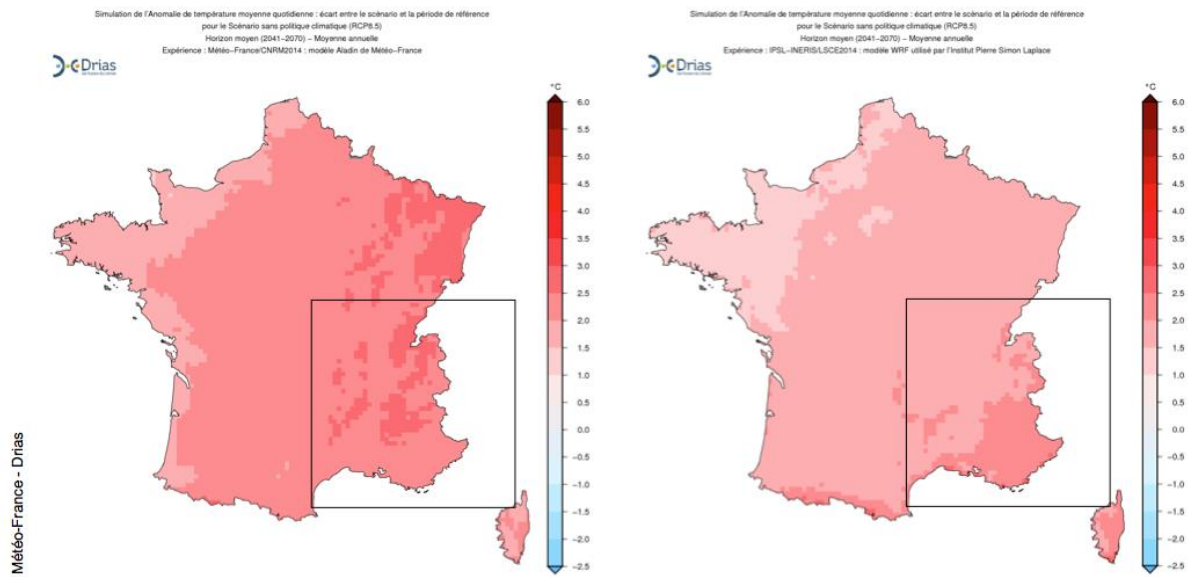 Simulation de l'Anomalie de température moyenne quotidienne : écart entre le scénario et la période de référence
pour le Scénario sans politique climatique (RCP8.5)
Horizon moyen (2041-2070) – Moyenne annuelle
Expérience : Météo-France/CNRM2014 : modèle Aladin de Météo-France
Drias
°C
6.0
5.5
5.0
4.5
4.0
3.5
3.0
2.5
2.0
1.5
1.0
0.5
0.0
-0.5
-1.0
-1.5
-2.0
-2.5
Simulation de l'Anomalie de température moyenne quotidienne : écart entre le scénario et la période de référence
pour le Scénario sans politique climatique (RCP8.5)
Horizon moyen (2041-2070) – Moyenne annuelle
Expérience : IPSL-INERIS/LSCE2014 : modèle WRF utilisé par l'Institut Pierre Simon Laplace
Drias
°C
6.0
5.5
5.0
4.5
4.0
3.5
3.0
2.5
2.0
1.5
1.0
0.5
0.0
-0.5
-1.0
-1.5
-2.0
-2.5
Météo-France - Drias